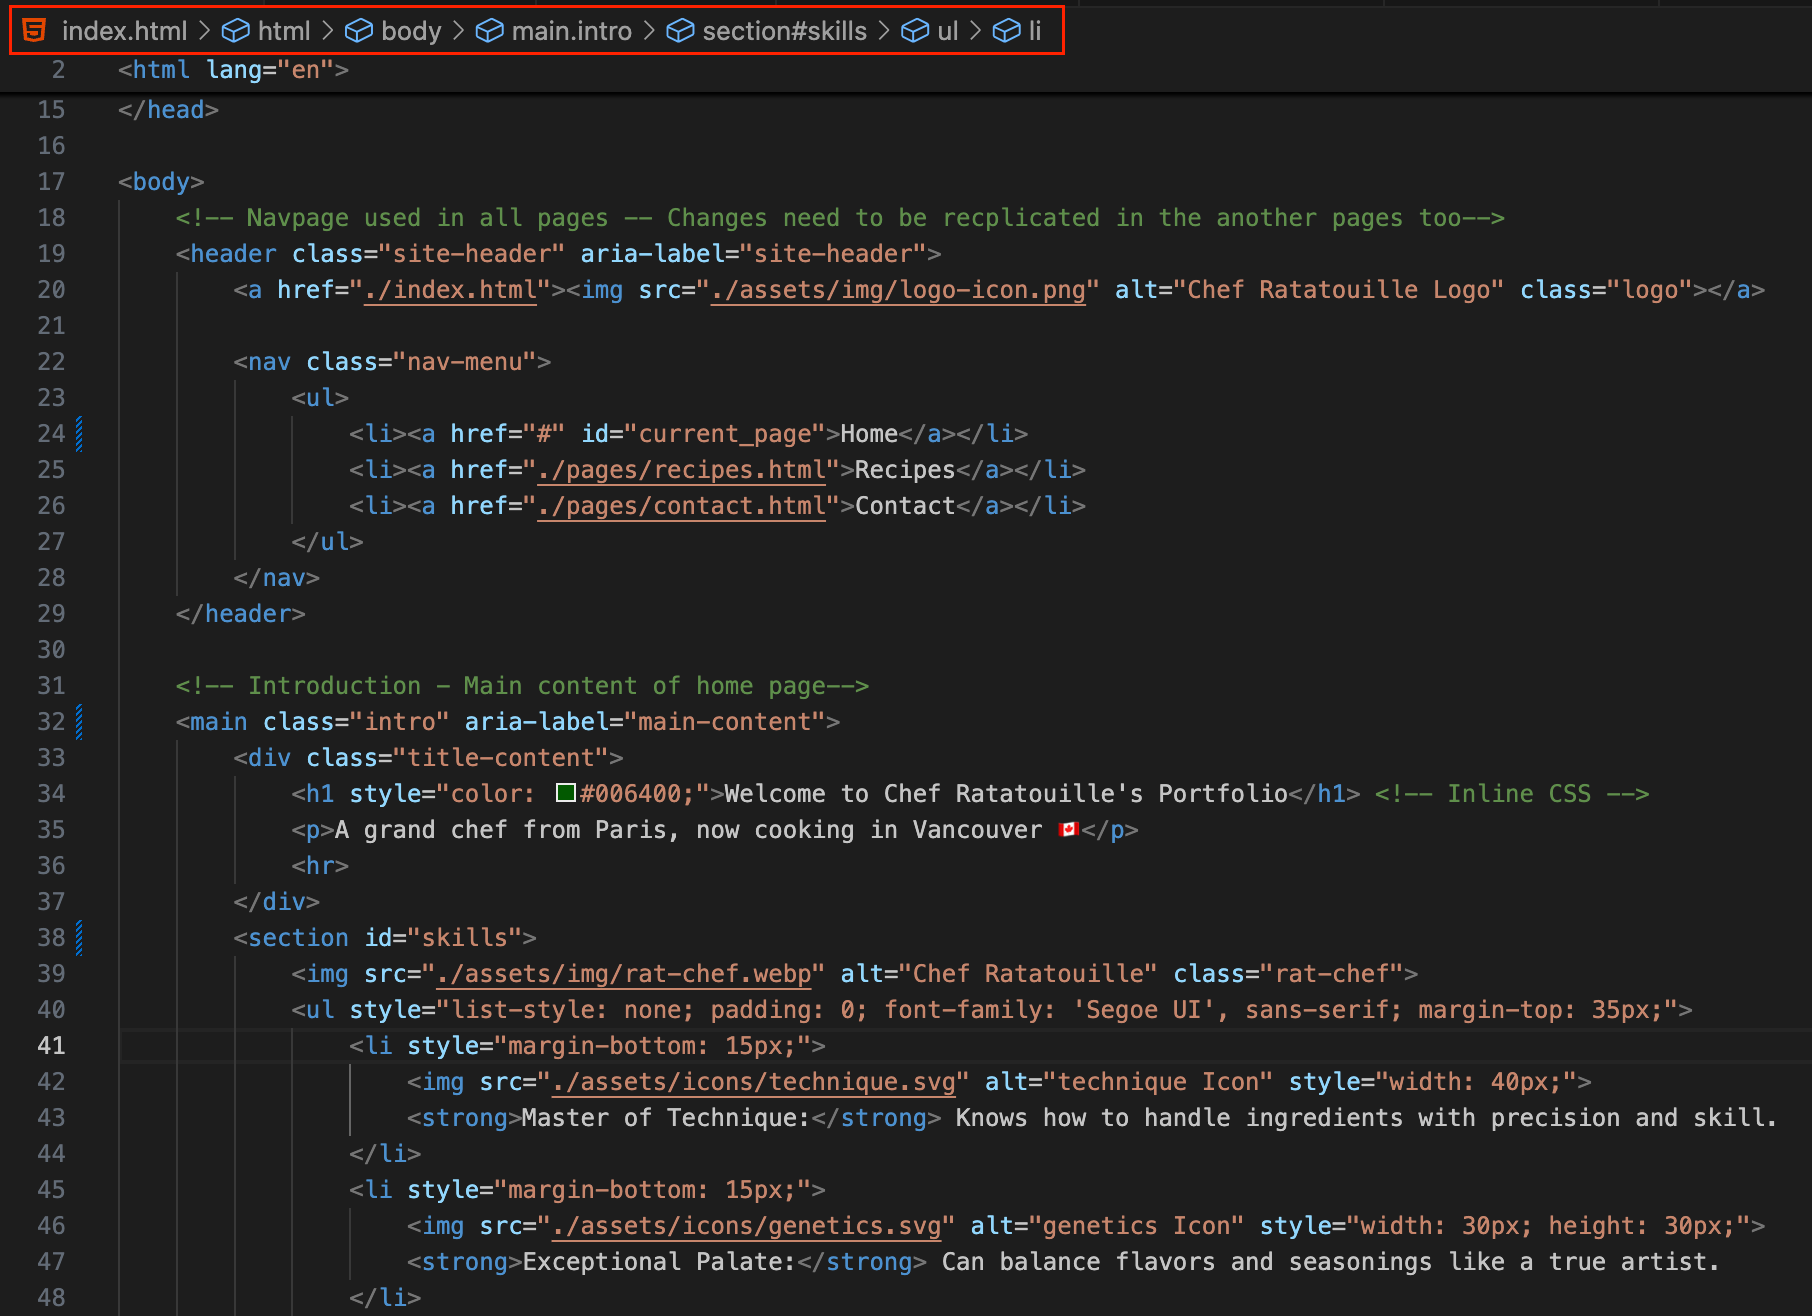 index.html > html > body > main.intro > section#skills > ul > li
2 <html lang="en">
15 </head>
16
17 <body>
18 <!-- Navpage used in all pages -- Changes need to be recplicated in the another pages too-->
19 <header class="site-header" aria-label="site-header">
20 <a href="./index.html"><img src="./assets/img/logo-icon.png" alt="Chef Ratatouille Logo" class="logo"></a>
21
22 <nav class="nav-menu">
23 <ul>
24 <li><a href="#" id="current_page">Home</a></li>
25 <li><a href="./pages/recipes.html">Recipes</a></li>
26 <li><a href="./pages/contact.html">Contact</a></li>
27 </ul>
28 </nav>
29 </header>
30
31 <!-- Introduction - Main content of home page-->
32 <main class="intro" aria-label="main-content">
33 <div class="title-content">
34 <h1 style="color: #006400;">Welcome to Chef Ratatouille's Portfolio</h1> <!-- Inline CSS -->
35 <p>A grand chef from Paris, now cooking in Vancouver 🇨🇦</p>
36 <hr>
37 </div>
38 <section id="skills">
39 <img src="./assets/img/rat-chef.webp" alt="Chef Ratatouille" class="rat-chef">
40 <ul style="list-style: none; padding: 0; font-family: 'Segoe UI', sans-serif; margin-top: 35px;">
41 <li style="margin-bottom: 15px;">
42 <img src="./assets/icons/technique.svg" alt="technique Icon" style="width: 40px;">
43 <strong>Master of Technique:</strong> Knows how to handle ingredients with precision and skill.
44 </li>
45 <li style="margin-bottom: 15px;">
46 <img src="./assets/icons/genetics.svg" alt="genetics Icon" style="width: 30px; height: 30px;">
47 <strong>Exceptional Palate:</strong> Can balance flavors and seasonings like a true artist.
48 </li>